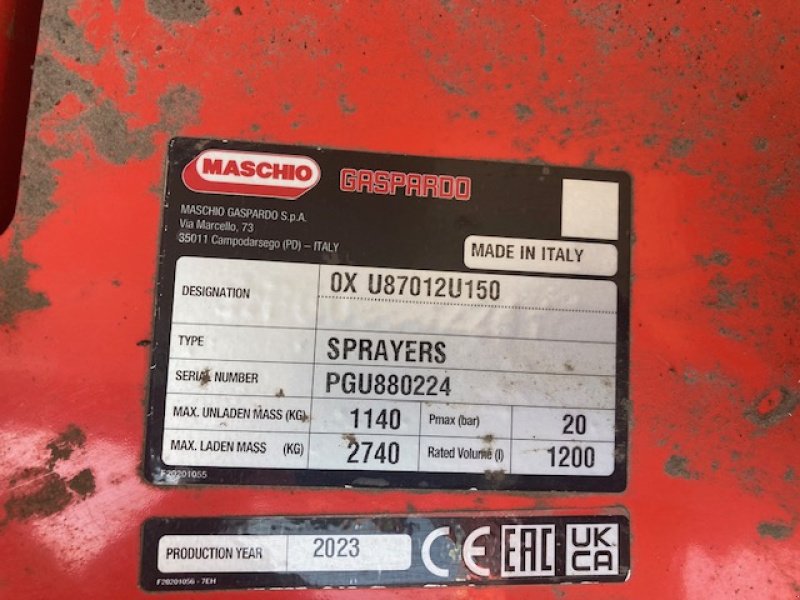 MASCHIO GASPARDO
MASCHIO GASPARDO S.p.A.
Via Marcello, 73
35011 Campodarsego (PD) – ITALY
MADE IN ITALY
DESIGNATION 0X U87012U150
TYPE SPRAYERS
SERIAL NUMBER PGU880224
MAX. UNLADEN MASS (KG) 1140 Pmax (bar) 20
MAX. LADEN MASS (KG) 2740 Rated Volume (l) 1200
F20201055
PRODUCTION YEAR 2023 CE EAC UK
CA
F20201056 - 7EH